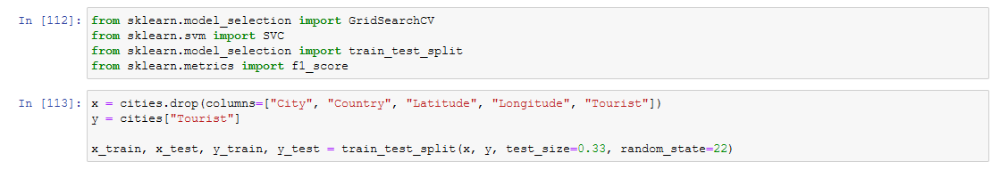 In [112]: from sklearn.model_selection import GridSearchCV
from sklearn.svm import SVC
from sklearn.model_selection import train_test_split
from sklearn.metrics import f1_score
In [113]: x = cities.drop(columns=["City", "Country", "Latitude", "Longitude", "Tourist"])
y = cities["Tourist"]
x_train, x_test, y_train, y_test = train_test_split(x, y, test_size=0.33, random_state=22)